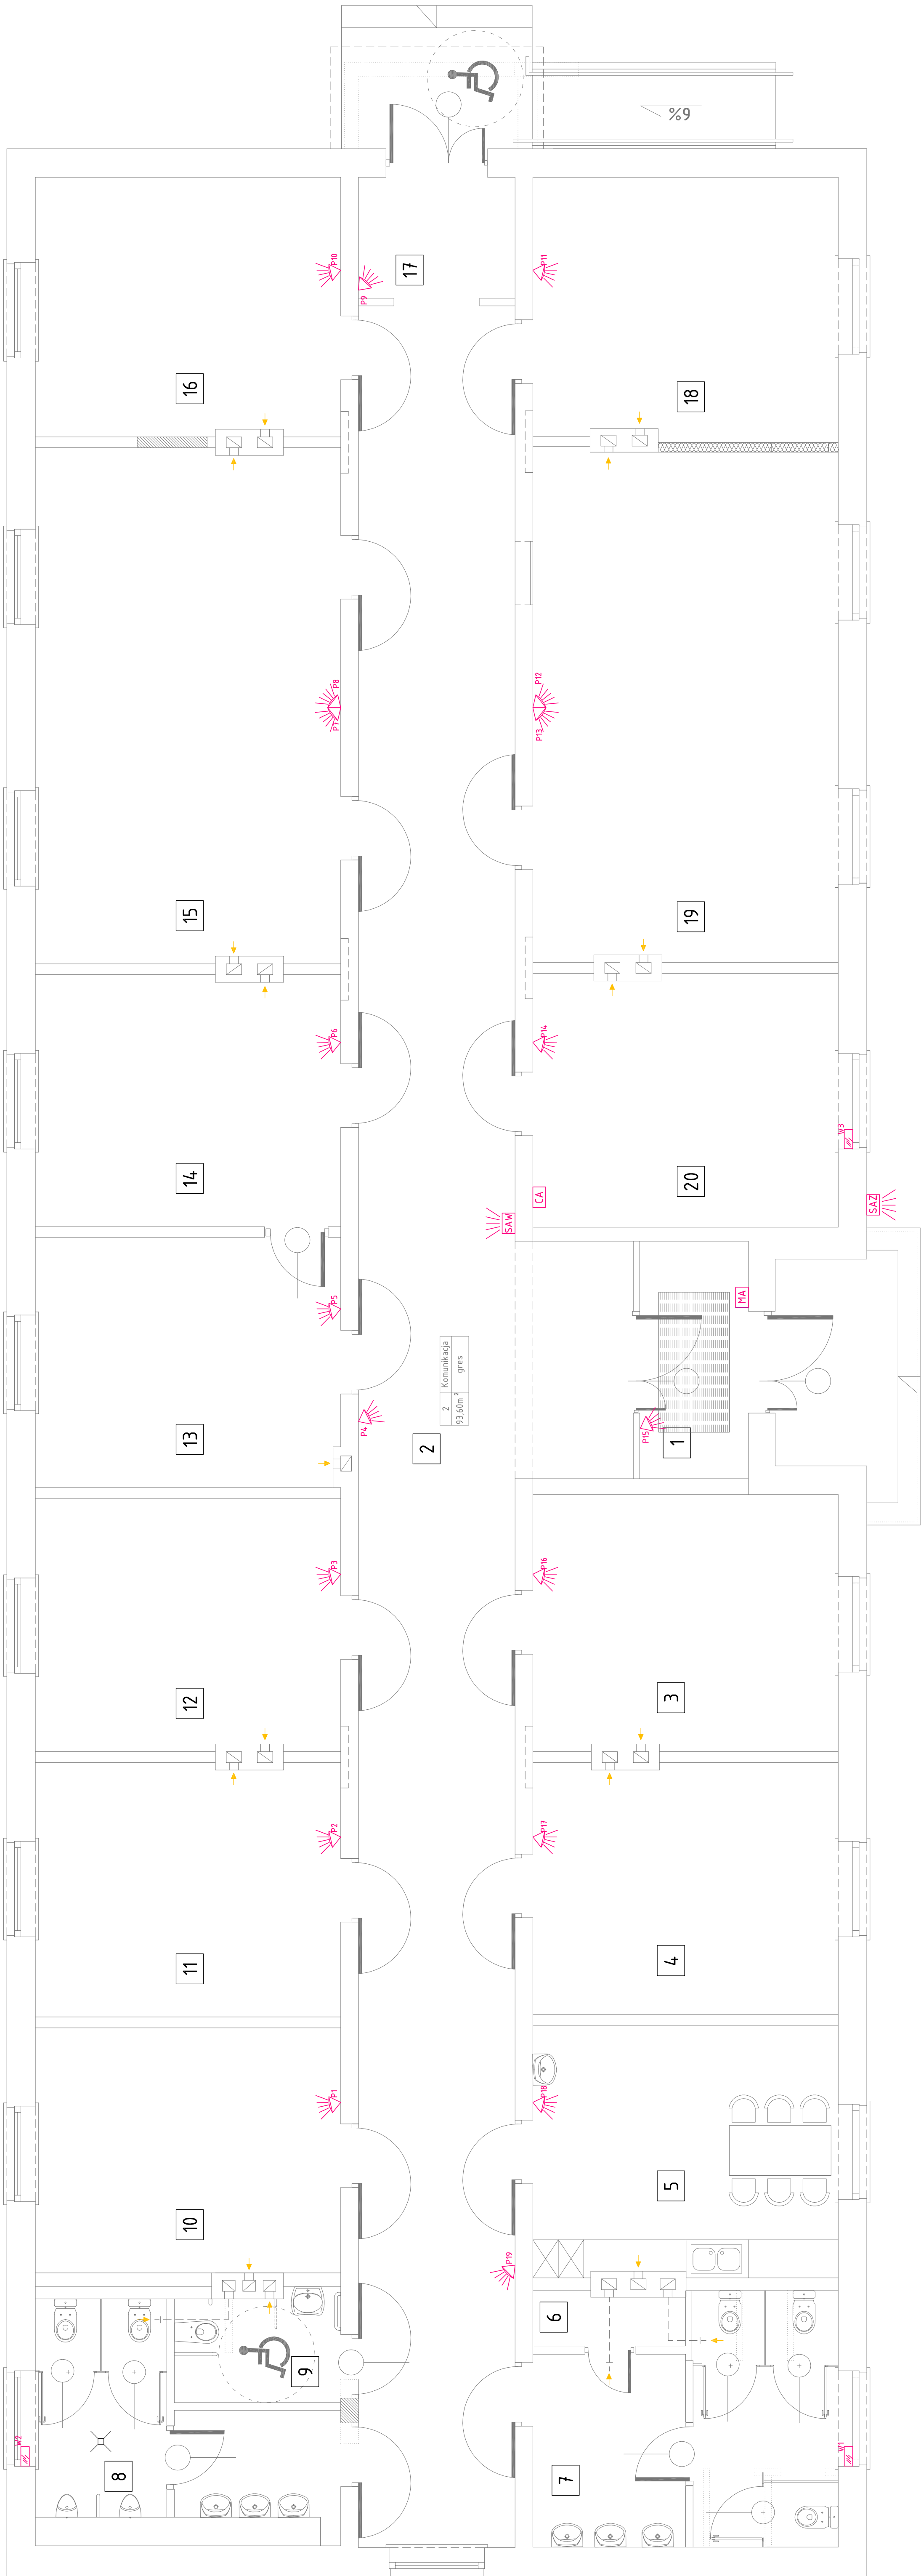 6%
P10
P9
17
P11
16
18
P8
P7
P12
P13
15
19
P6
P14
W3
14
20
CA
SAW
SAZ
MA
P5
2 Komunikacja
93,60m² gres
P4
13
2
P15
1
P3
P16
12
3
P2
P17
11
4
P1
P18
10
5
P19
6
9
W2
W1
8
7